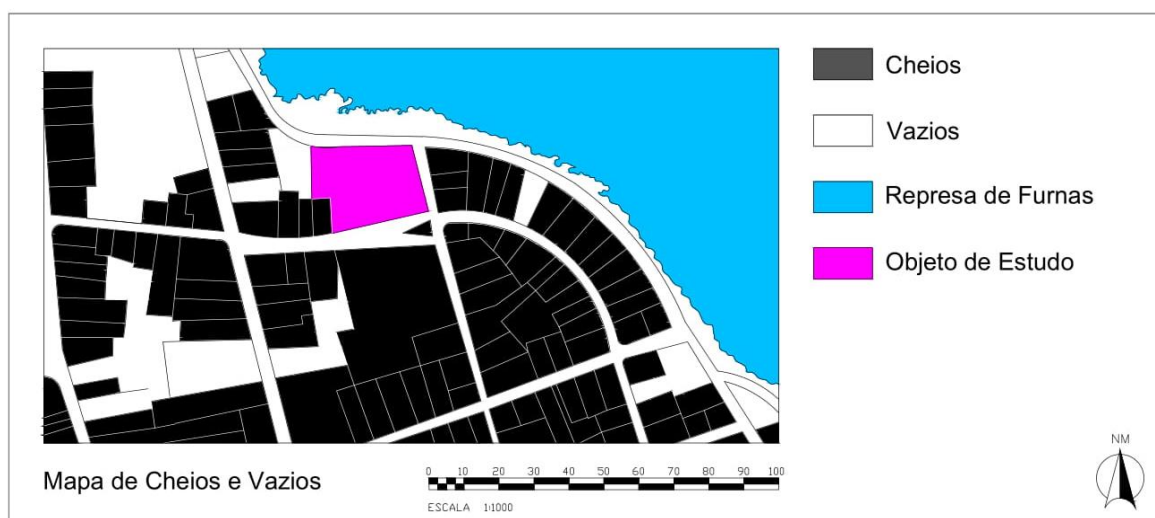 Cheios
Vazios
Represa de Furnas
Objeto de Estudo
Mapa de Cheios e Vazios
0 10 20 30 40 50 60 70 80 90 100
ESCALA 1:1000
NM